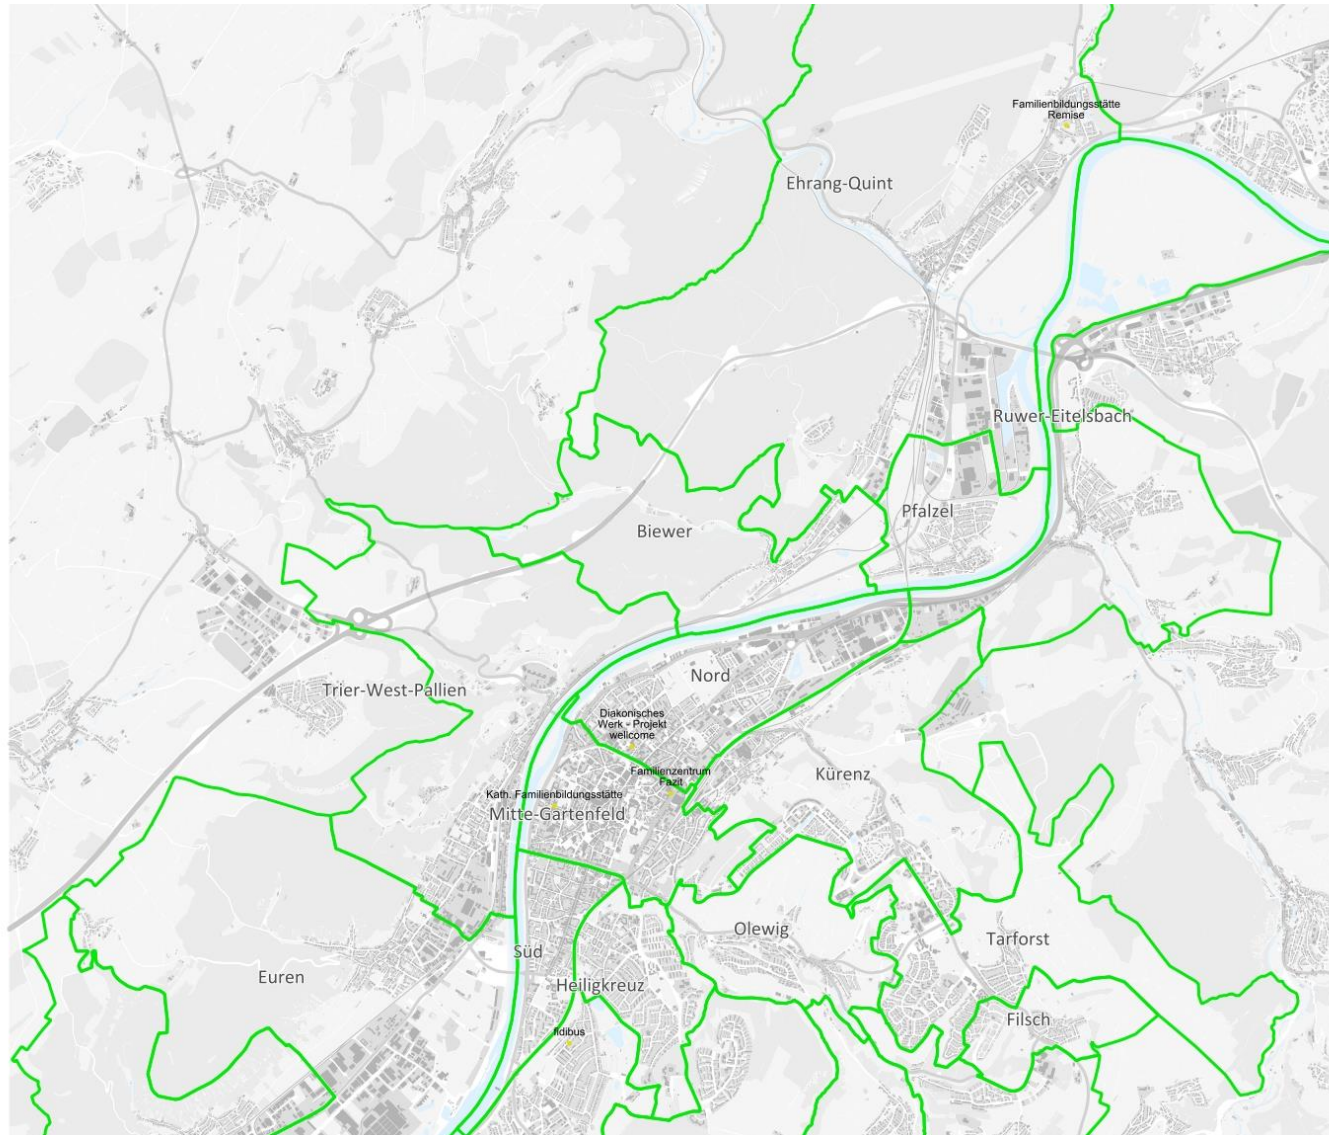 Familienbildungsstätte
Remise
Ehrang-Quint
Ruwer-Eitelsbach
Pfalzel
Biewer
Nord
Trier-West-Pallien
Diakonisches
Werk - Projekt
wellcome
Familienzentrum
Fazit
Kürenz
Kath. Familienbildungsstätte
Mitte-Gartenfeld
Olewig
Tarforst
Süd
Euren
Heiligkreuz
Filsch
fidibus